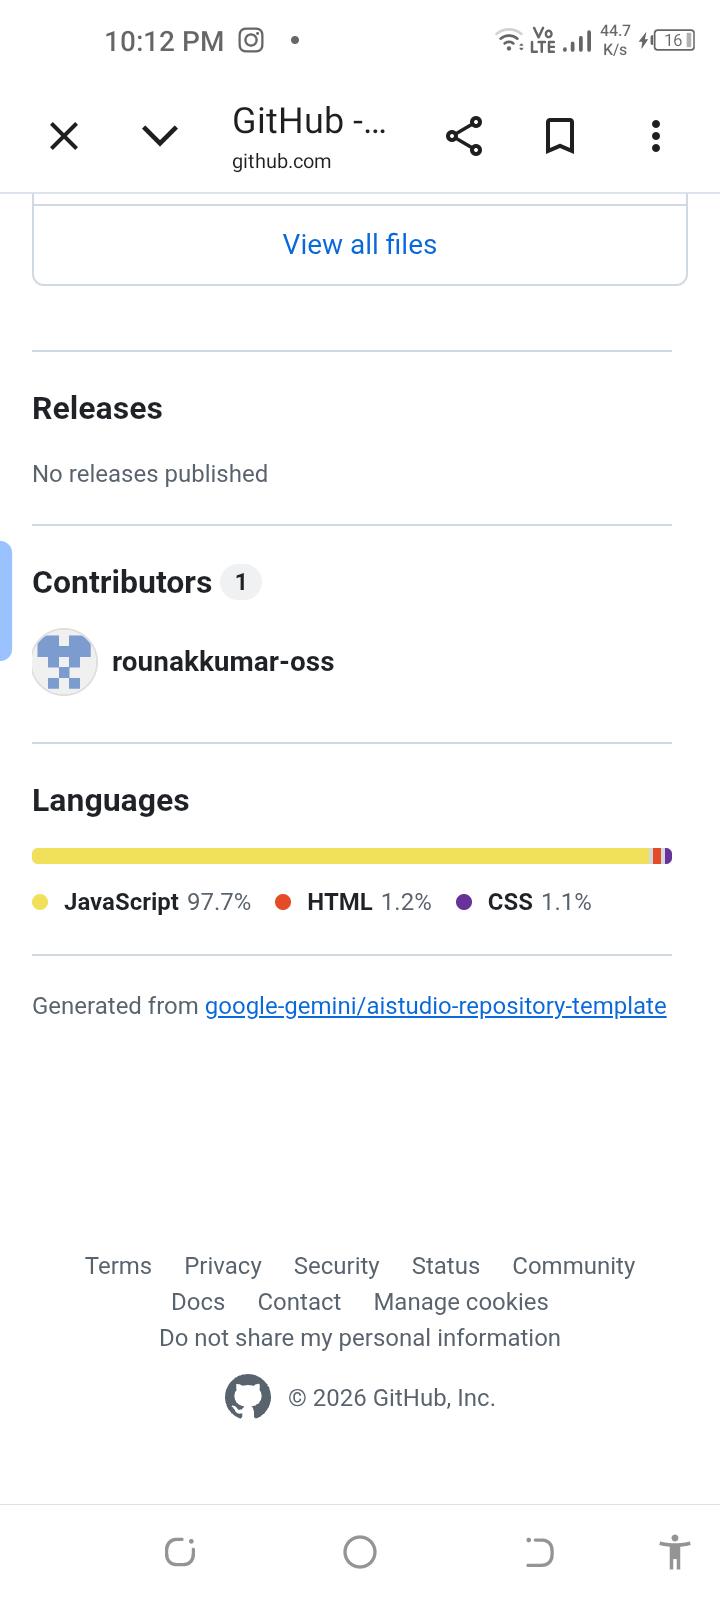 10:12 PM
Vo LTE
44.7 K/s
16
GitHub -...
github.com
View all files
Releases
No releases published
Contributors 1
rounakkumar-oss
Languages
JavaScript 97.7% HTML 1.2% CSS 1.1%
Generated from google-gemini/aistudio-repository-template
Terms Privacy Security Status Community
Docs Contact Manage cookies
Do not share my personal information
© 2026 GitHub, Inc.